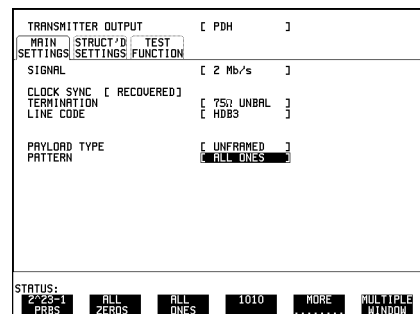 TRANSMITTER OUTPUT [ PDH ]
MAIN STRUCT'D TEST
SETTINGS SETTINGS FUNCTION
SIGNAL [ 2 Mb/s ]
CLOCK SYNC [ RECOVERED]
TERMINATION [ 75Ω UNBAL ]
LINE CODE [ HDB3 ]
PAYLOAD TYPE [ UNFRAMED ]
PATTERN [ ALL ONES ]
STATUS:
2^23-1 ALL ALL 1010 MORE MULTIPLE
PRBS ZEROS ONES ........ WINDOW